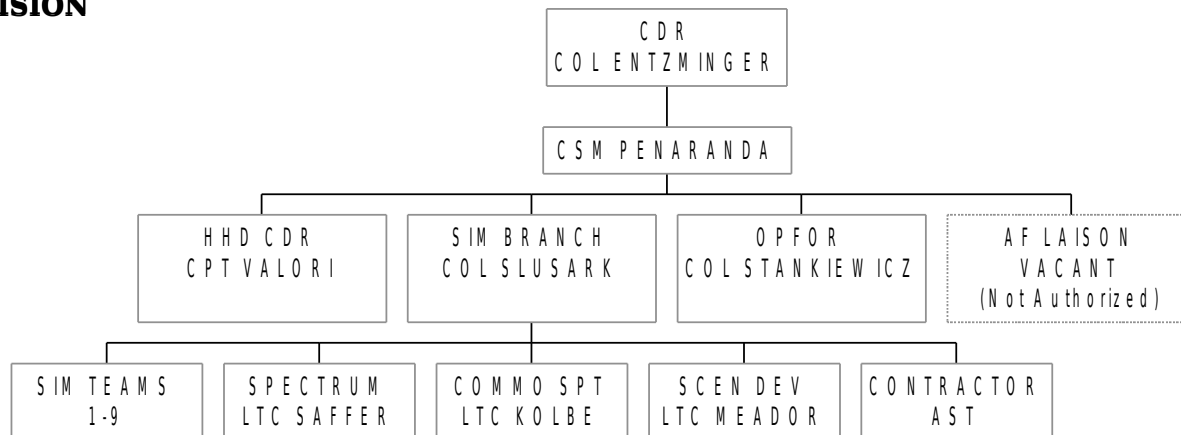 ISION
CDR
COL ENTZMINGER
CSM PENARANDA
HHD CDR
CPT VALORI
SIM BRANCH
COL SLUSARK
OPFOR
COL STANKIEWICZ
AF LAISON
VACANT
(Not Authorized)
SIM TEAMS
1-9
SPECTRUM
LTC SAFFER
COMMO SPT
LTC KOLBE
SCEN DEV
LTC MEADOR
CONTRACTOR
AST